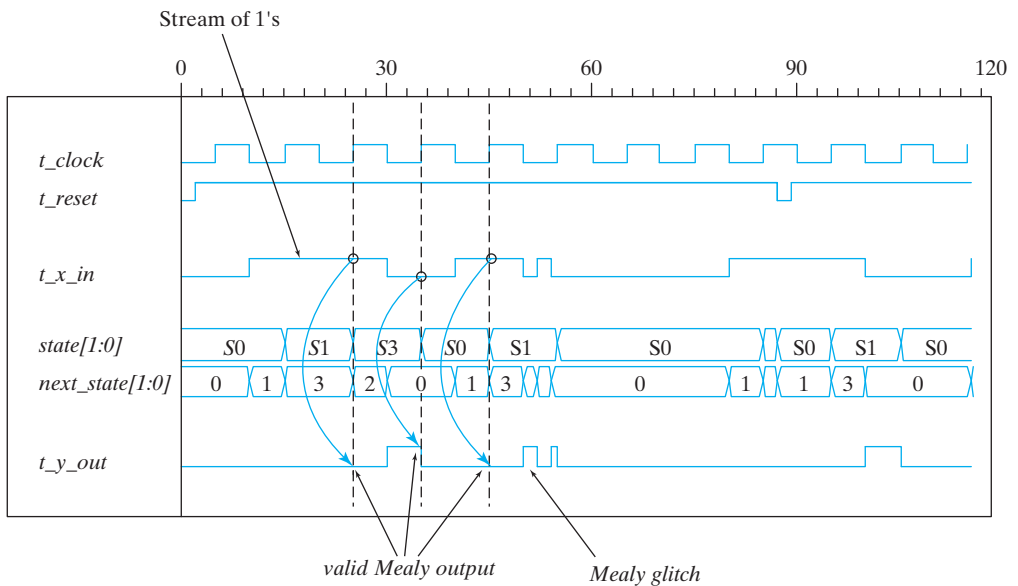 Stream of 1's
0 30 60 90 120
t_clock
t_reset
t_x_in
state[1:0] S0 S1 S3 S0 S1 S0 S0 S1 S0
next_state[1:0] 0 1 3 2 0 1 3 0 1 1 3 0
t_y_out
valid Mealy output
Mealy glitch